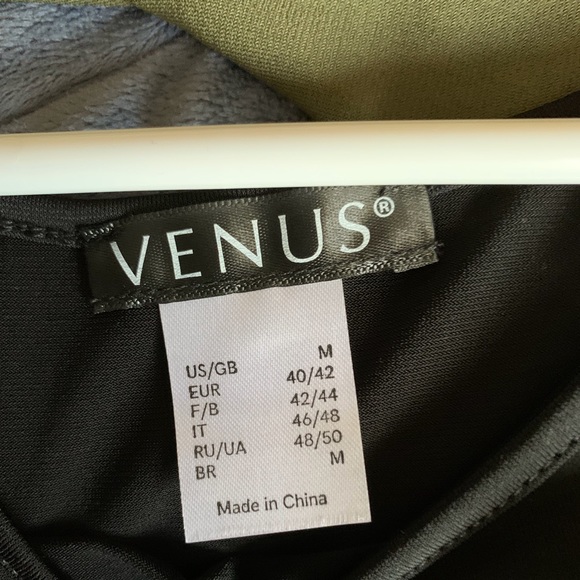 VENUS®
US/GB M
EUR 40/42
F/B 42/44
IT 46/48
RU/UA 48/50
BR M
Made in China